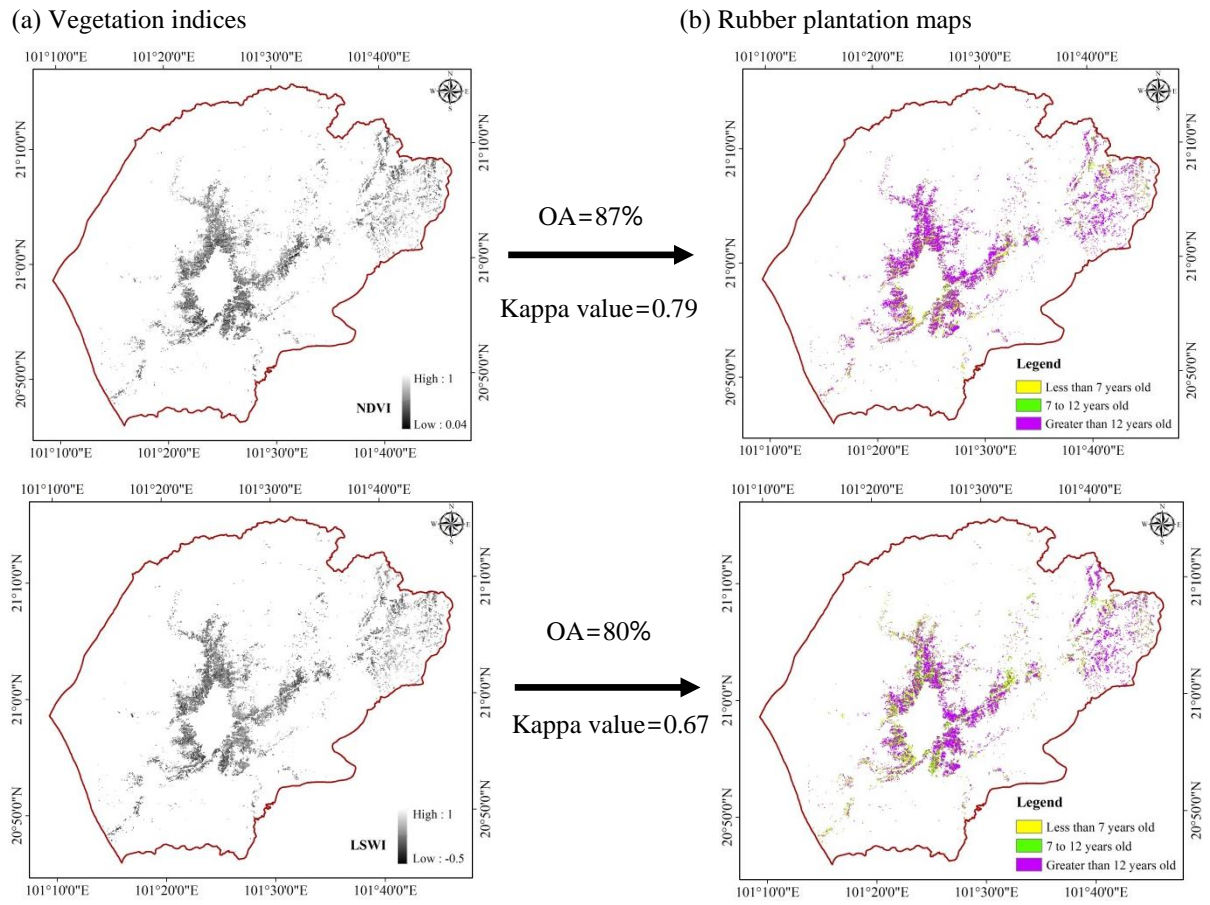 (a) Vegetation indices
(b) Rubber plantation maps
101°10'0"E 101°20'0"E 101°30'0"E 101°40'0"E
N
W E
S
21°10'0"N
21°0'0"N
20°50'0"N
21°10'0"N
21°0'0"N
20°50'0"N
NDVI
High : 1
Low : 0.04
101°10'0"E 101°20'0"E 101°30'0"E 101°40'0"E
OA=87%
Kappa value=0.79
101°10'0"E 101°20'0"E 101°30'0"E 101°40'0"E
N
W E
S
21°10'0"N
21°0'0"N
20°50'0"N
21°10'0"N
21°0'0"N
20°50'0"N
Legend
Less than 7 years old
7 to 12 years old
Greater than 12 years old
101°10'0"E 101°20'0"E 101°30'0"E 101°40'0"E
101°10'0"E 101°20'0"E 101°30'0"E 101°40'0"E
N
W E
S
21°10'0"N
21°0'0"N
20°50'0"N
21°10'0"N
21°0'0"N
20°50'0"N
LSWI
High : 1
Low : -0.5
101°10'0"E 101°20'0"E 101°30'0"E 101°40'0"E
OA=80%
Kappa value=0.67
101°10'0"E 101°20'0"E 101°30'0"E 101°40'0"E
N
W E
S
21°10'0"N
21°0'0"N
20°50'0"N
21°10'0"N
21°0'0"N
20°50'0"N
Legend
Less than 7 years old
7 to 12 years old
Greater than 12 years old
101°10'0"E 101°20'0"E 101°30'0"E 101°40'0"E